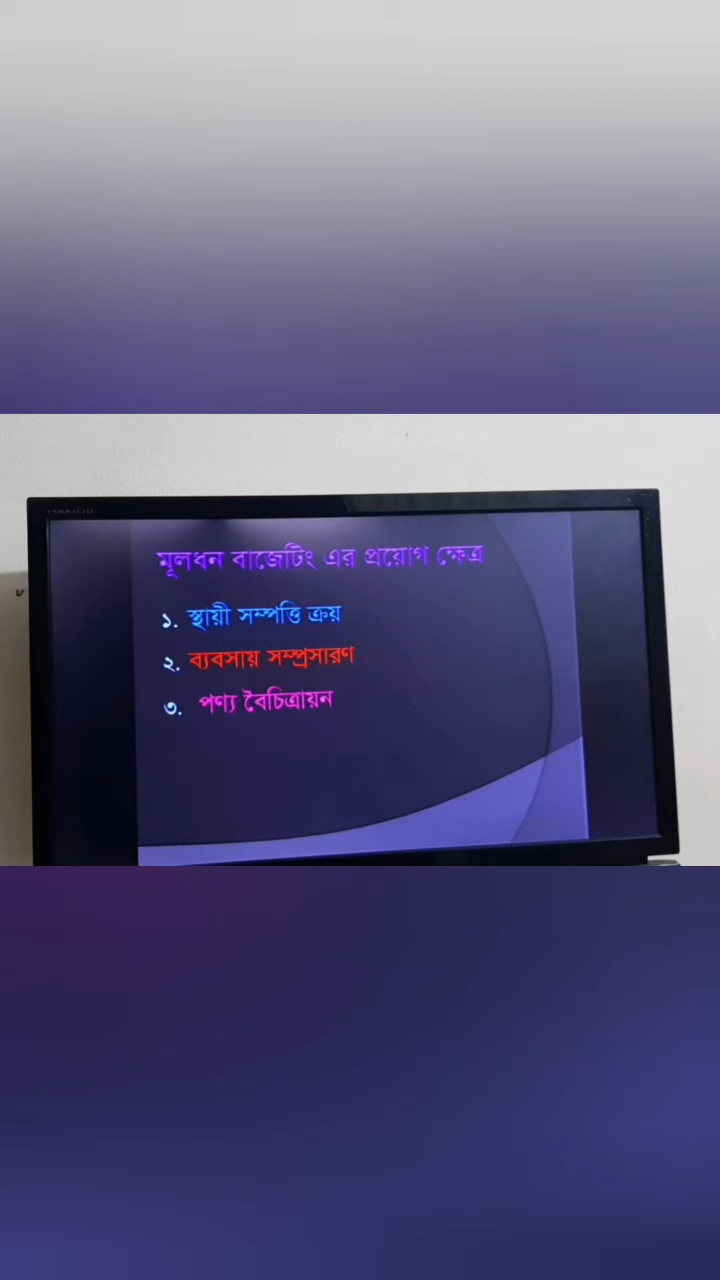 মূলধন বাজেটিং এর প্রয়োগ ক্ষেত্র
১. স্থায়ী সম্পত্তি ক্রয়
২. ব্যবসায় সম্প্রসারণ
৩. পণ্য বৈচিত্রায়ন